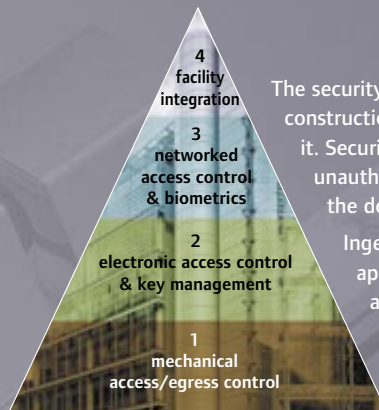 4
facility
integration
3
networked
access control
& biometrics
2
electronic access control
& key management
1
mechanical
access/egress control
The security
constructio
it. Securi
unauth
the do
Inge
ap
a